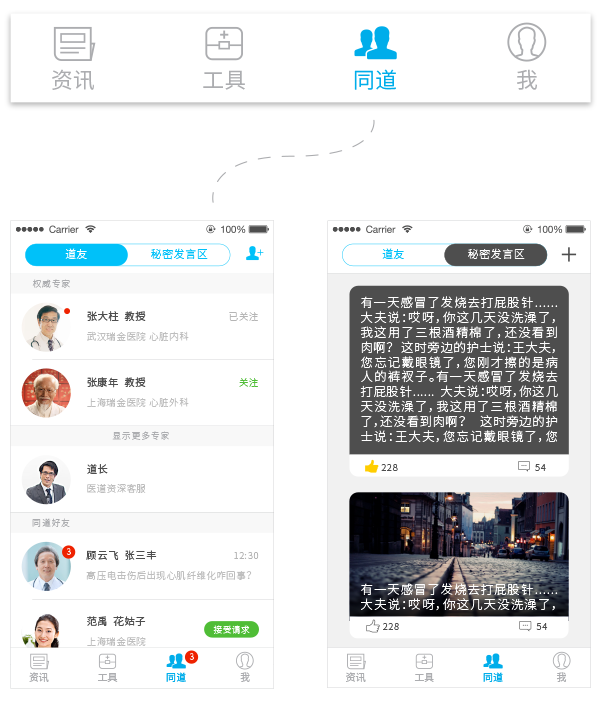 资讯
工具
同道
我
Carrier
100%
道友
秘密发言区
权威专家
张大柱 教授
已关注
武汉瑞金医院 心脏内科
张康年 教授
关注
上海瑞金医院 心脏外科
显示更多专家
道长
医道资深客服
同道好友
3
顾云飞 张三丰
12:30
高压电击伤后出现心肌纤维化咋回事?
范禹 花姑子
接受请求
上海瑞金医院
3
资讯
工具
同道
我
Carrier
100%
道友
秘密发言区
有一天感冒了发烧去打屁股针……
大夫说:哎呀,你这几天没洗澡了,
我这用了三根酒精棉了,还没看到
肉啊? 这时旁边的护士说:王大夫,
您忘记戴眼镜了,您刚才擦的是病
人的裤衩子。有一天感冒了发烧去
打屁股针…… 大夫说:哎呀,你这几
天没洗澡了,我这用了三根酒精棉
了,还没看到肉啊? 这时旁边的护
士说:王大夫,您忘记戴眼镜了,您
228
54
有一天感冒了发烧去打屁股针……
大夫说:哎呀,你这几天没洗澡了,
228
54
资讯
工具
同道
我